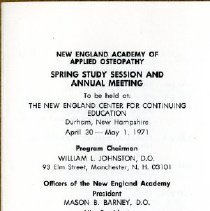 NEW ENGLAND ACADEMY OF
APPLIED OSTEOPATHY
SPRING STUDY SESSION AND
ANNUAL MEETING
To be held at:
THE NEW ENGLAND CENTER FOR CONTINUING
EDUCATION
Durham, New Hampshire
April 30 — May 1, 1971
Program Chairman
WILLIAM L. JOHNSTON, D.O.
93 Elm Street, Manchester, N. H. 03101
Officers of the New England Academy
President
MASON B. BARNEY, D.O.